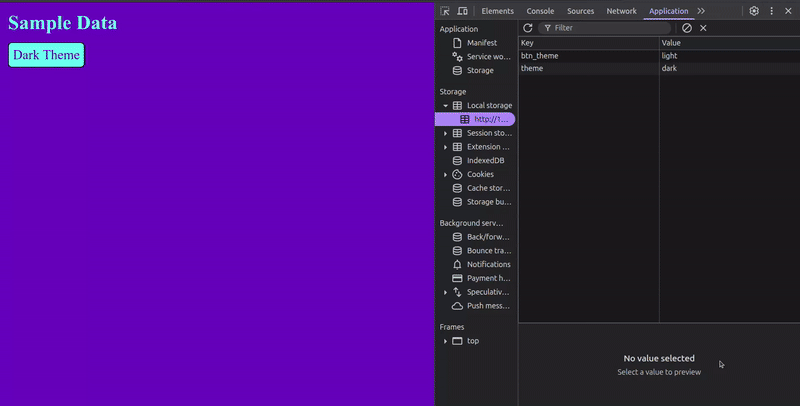 Sample Data
Dark Theme
Elements Console Sources Network Application
Application
Manifest
Service wo...
Storage
Storage
Local storage
http://1....
Session sto...
Extension ...
IndexedDB
Cookies
Cache stor...
Storage bu...
Background serv...
Back/forw...
Bounce tra...
Notifications
Payment h...
Speculativ...
Push mess...
Frames
top
Filter
Key Value
btn_theme light
theme dark
No value selected
Select a value to preview